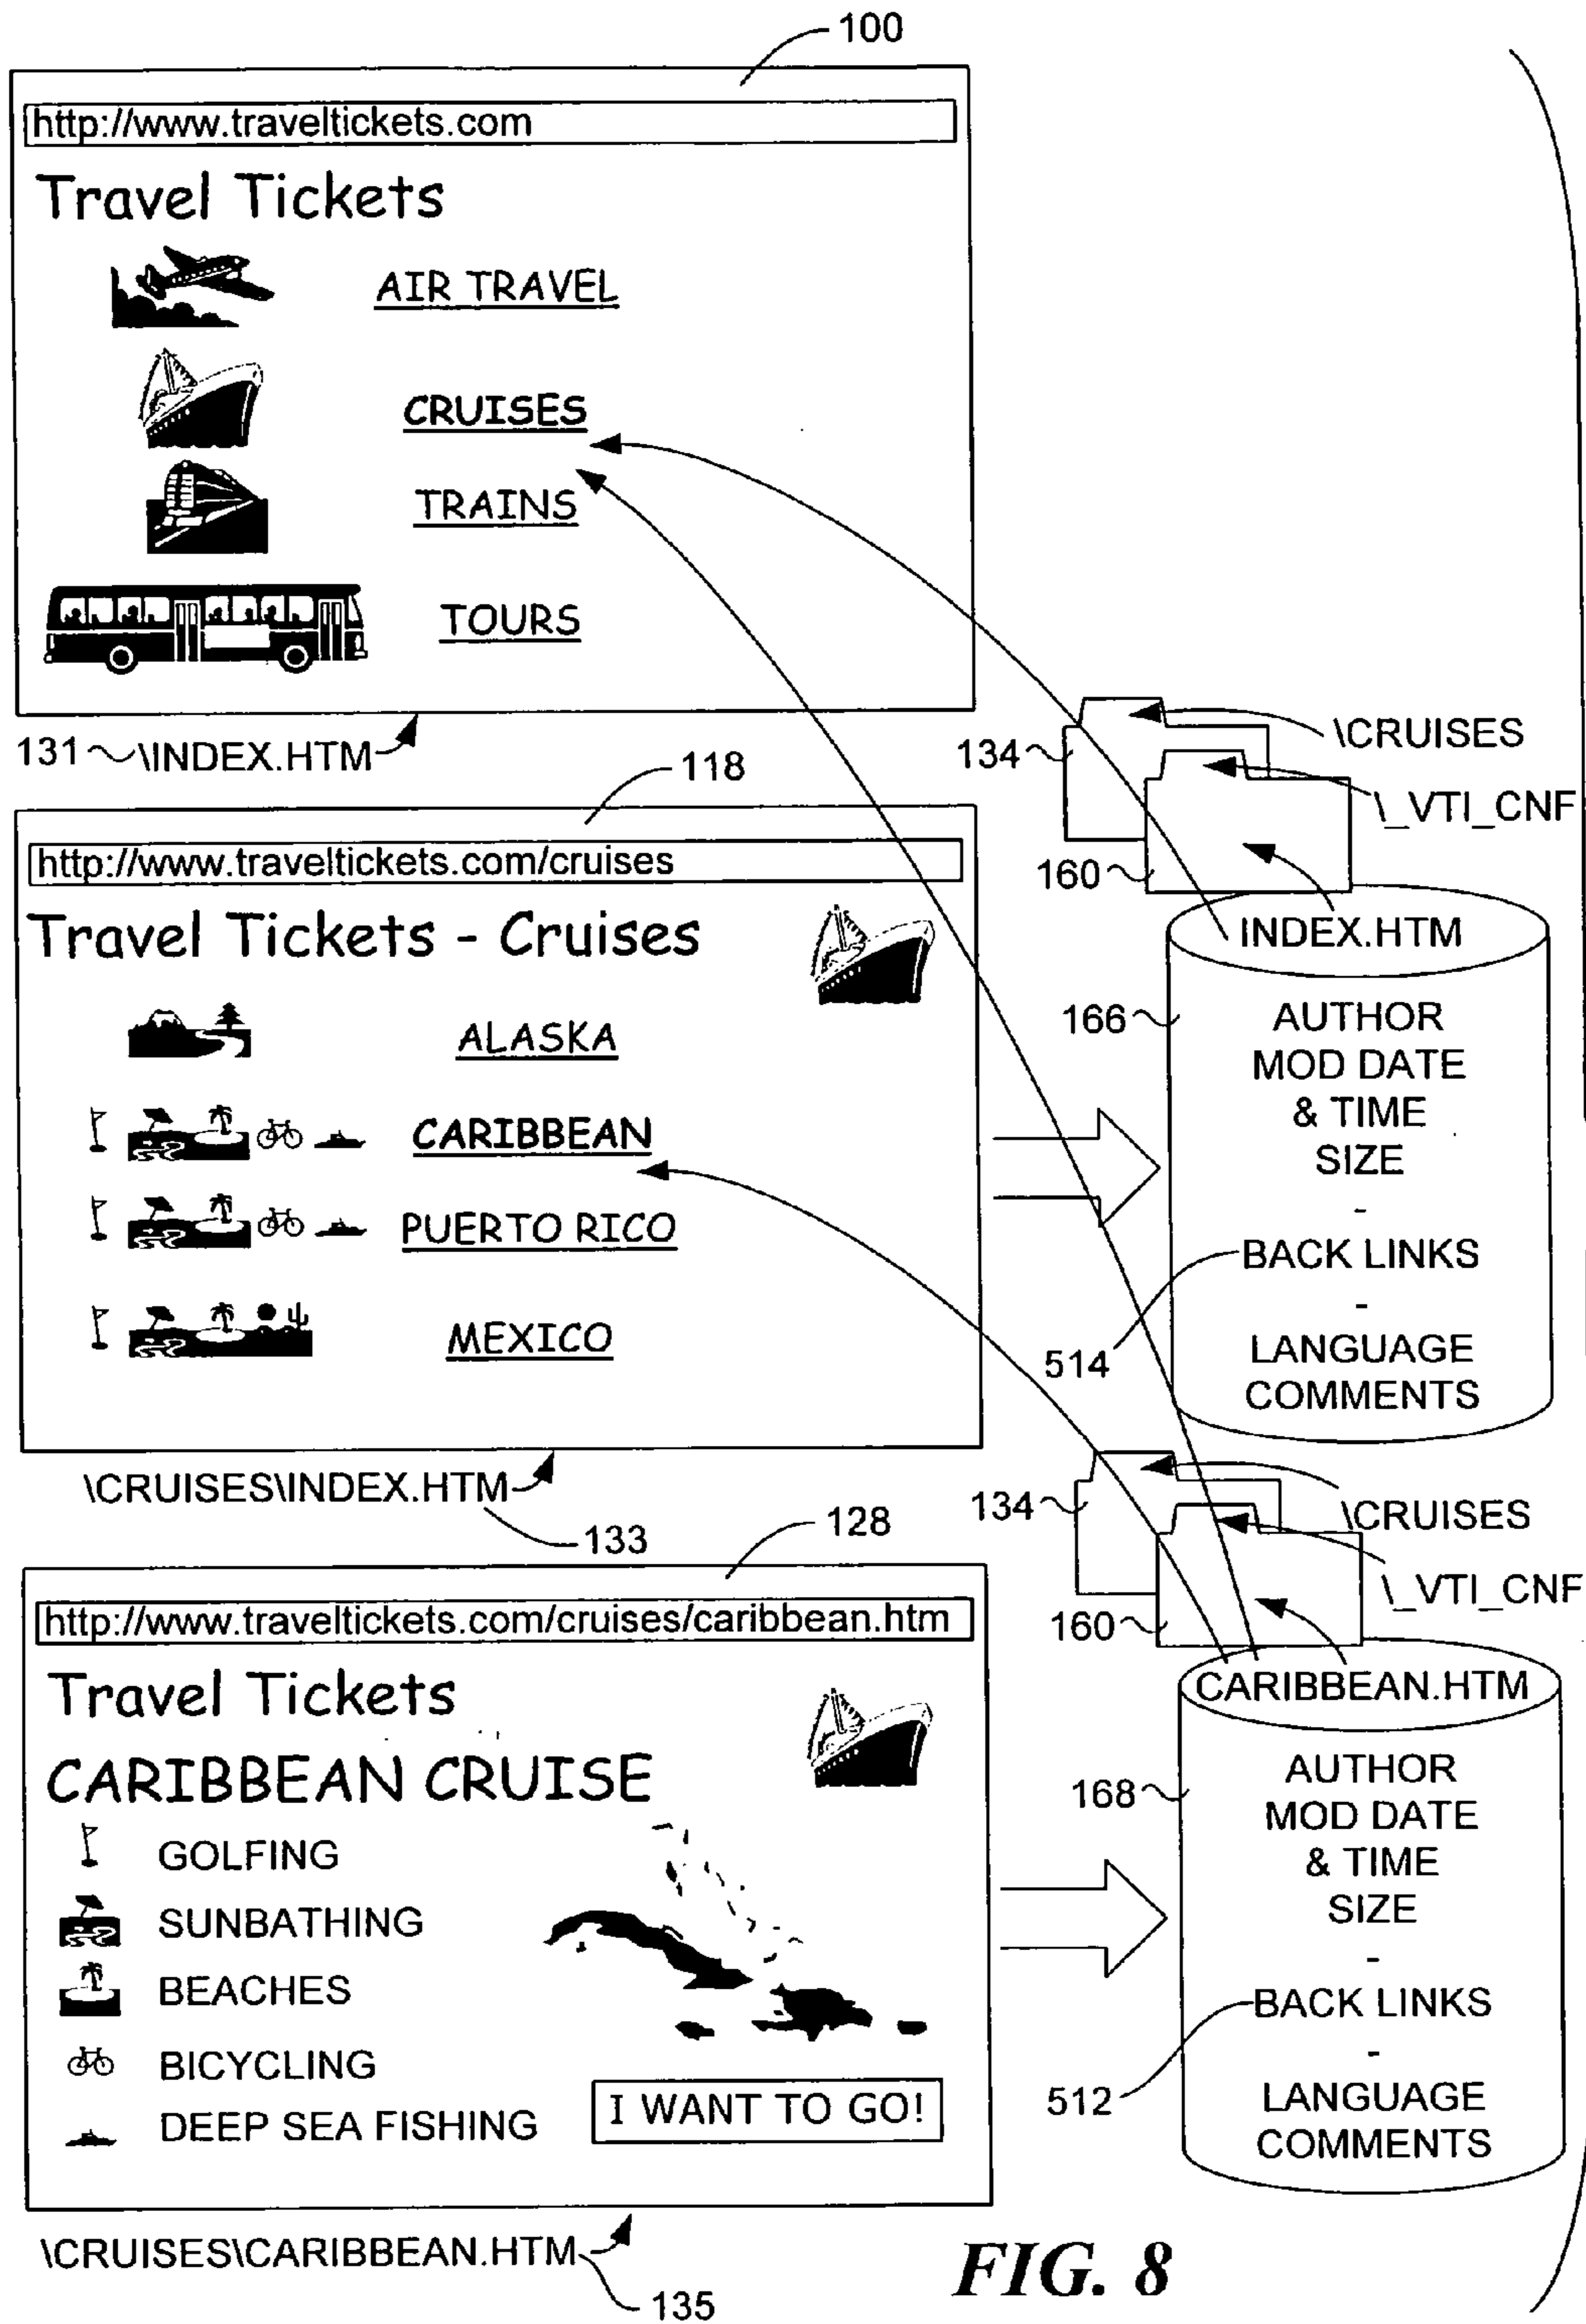 100
http://www.traveltickets.com
Travel Tickets
AIR TRAVEL
CRUISES
TRAINS
TOURS
131 \INDEX.HTM
134
\CRUISES
\_VTI_CNF
160
118
http://www.traveltickets.com/cruises
Travel Tickets - Cruises
ALASKA
CARIBBEAN
PUERTO RICO
MEXICO
\CRUISES\INDEX.HTM
133
INDEX.HTM
166
AUTHOR
MOD DATE
& TIME
SIZE
-
BACK LINKS
-
514
LANGUAGE
COMMENTS
134
\CRUISES
\_VTI_CNF
160
128
http://www.traveltickets.com/cruises/caribbean.htm
Travel Tickets
CARIBBEAN CRUISE
GOLFING
SUNBATHING
BEACHES
BICYCLING
DEEP SEA FISHING
I WANT TO GO!
\CRUISES\CARIBBEAN.HTM
135
CARIBBEAN.HTM
168
AUTHOR
MOD DATE
& TIME
SIZE
-
BACK LINKS
-
512
LANGUAGE
COMMENTS
FIG. 8